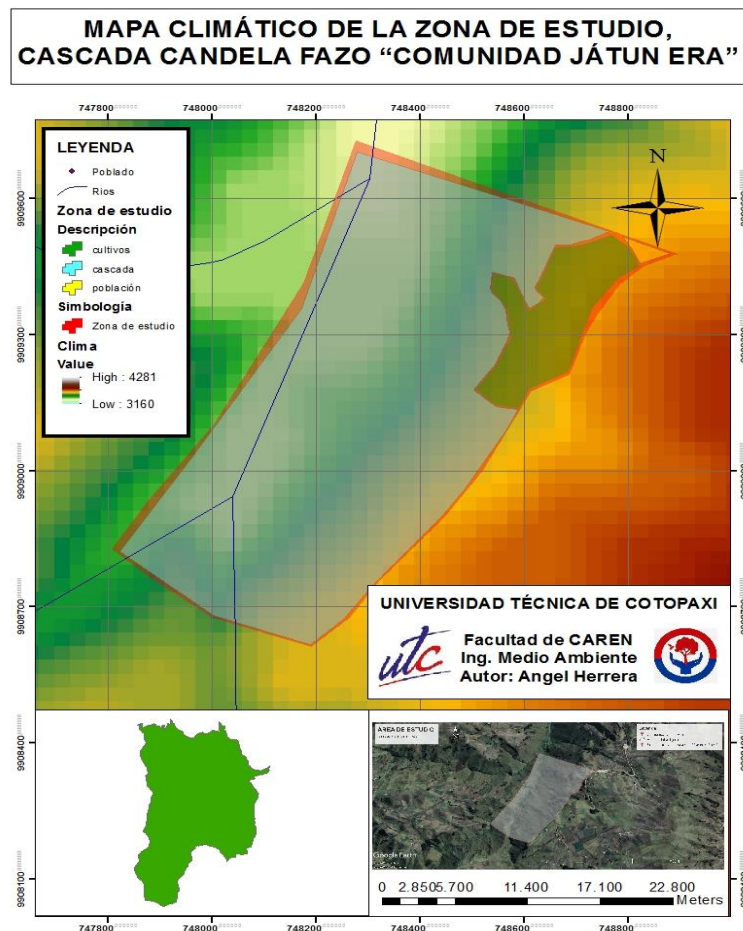 MAPA CLIMÁTICO DE LA ZONA DE ESTUDIO,
CASCADA CANDELA FAZO “COMUNIDAD JÁTUN ERA”
748000 748200 748400 748600 748800
LEYENDA
Poblado
Rios
Zona de estudio
Descripción
cultivos
cascada
población
Simbología
Zona de estudio
Clima
Value
High : 4281
Low : 3160
N
UNIVERSIDAD TÉCNICA DE COTOPAXI
utc
Facultad de CAREN
Ing. Medio Ambiente
Autor: Angel Herrera
9908400
9908100
AREA DE ESTUDIO
Google Earth
0 2.8505.700 11.400 17.100 22.800
Meters
747800 748000 748200 748400 748600 748800